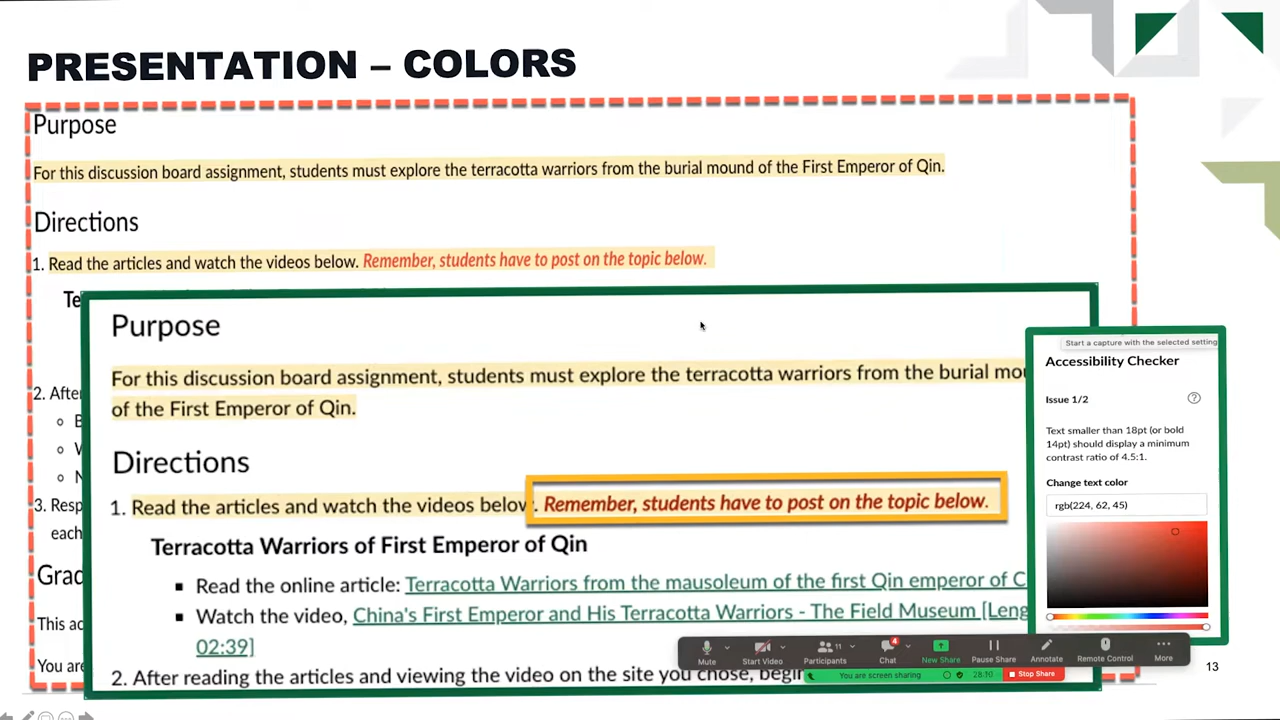 PRESENTATION – COLORS
Purpose
For this discussion board assignment, students must explore the terracotta warriors from the burial mound of the First Emperor of Qin.
Directions
1. Read the articles and watch the videos below. Remember, students have to post on the topic below.
Te
2. Afte
B
V
N
3. Resp
each
Grad
This ac
You are
Purpose
For this discussion board assignment, students must explore the terracotta warriors from the burial mou
of the First Emperor of Qin.
Directions
1. Read the articles and watch the videos below. Remember, students have to post on the topic below.
Terracotta Warriors of First Emperor of Qin
Read the online article: Terracotta Warriors from the mausoleum of the first Qin emperor of C
Watch the video, China's First Emperor and His Terracotta Warriors - The Field Museum [Leng
02:39]
2. After reading the articles and viewing the video on the site you chose, begin
Start a capture with the selected setting
Accessibility Checker
Issue 1/2
Text smaller than 18pt (or bold
14pt) should display a minimum
contrast ratio of 4.5:1.
Change text color
rgb(224, 62, 45)
11
4
Mute Start Video Participants Chat New Share Pause Share Annotate Remote Control More
You are screen sharing 28:10 Stop Share
13